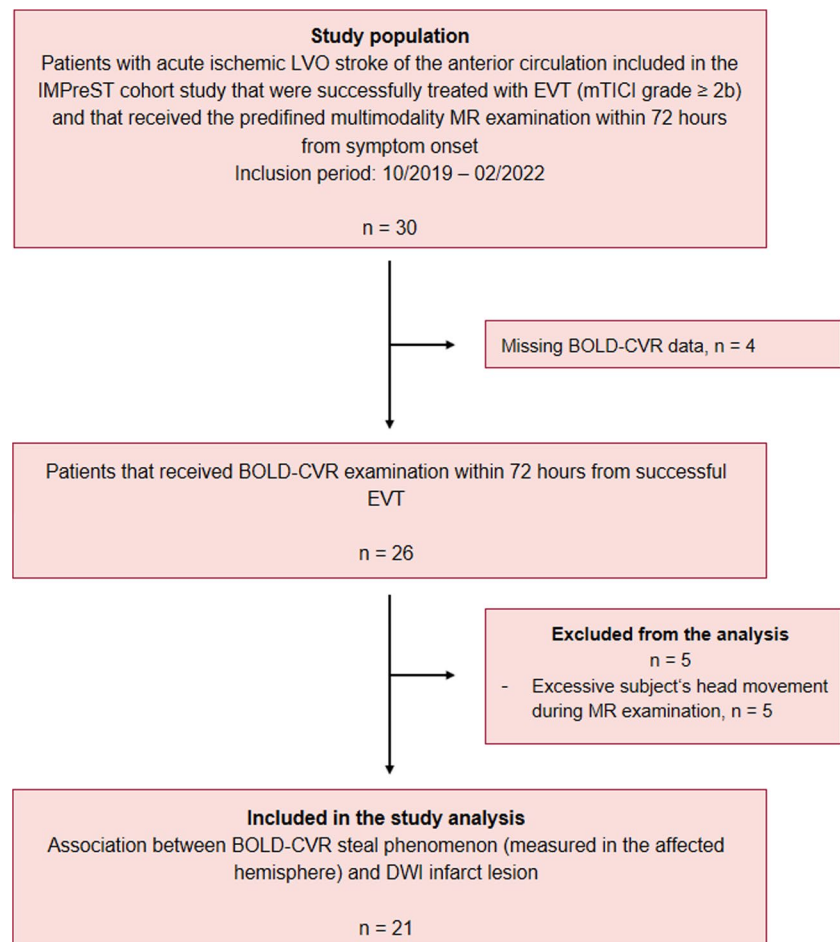 Study population
Patients with acute ischemic LVO stroke of the anterior circulation included in the
IMPreST cohort study that were successfully treated with EVT (mTICI grade ≥ 2b)
and that received the predifined multimodality MR examination within 72 hours
from symptom onset
Inclusion period: 10/2019 – 02/2022
n = 30
Missing BOLD-CVR data, n = 4
Patients that received BOLD-CVR examination within 72 hours from successful
EVT
n = 26
Excluded from the analysis
n = 5
- Excessive subject‘s head movement
during MR examination, n = 5
Included in the study analysis
Association between BOLD-CVR steal phenomenon (measured in the affected
hemisphere) and DWI infarct lesion
n = 21